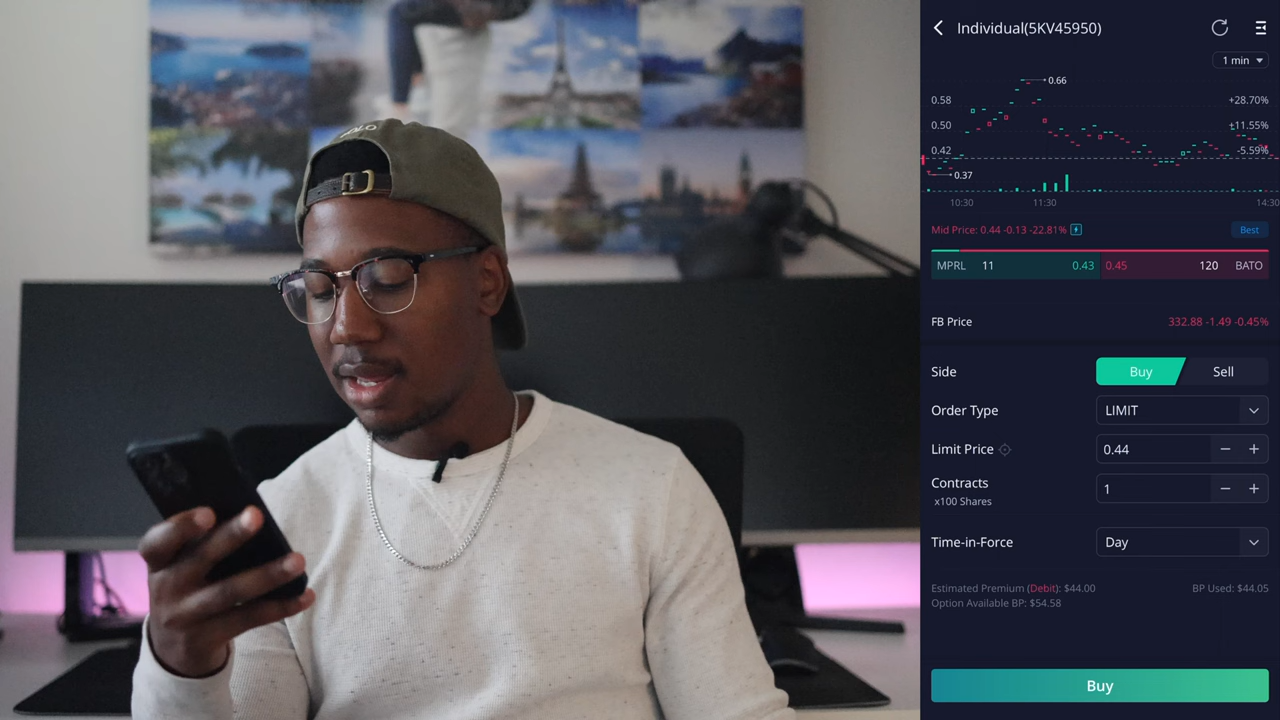 Individual(5KV45950)
1 min
0.66
0.58
+28.70%
0.50
+11.55%
0.42
-5.59%
0.37
10:30 11:30 14:30
Mid Price: 0.44 -0.13 -22.81%
Best
MPRL 11 0.43 0.45 120 BATO
FB Price 332.88 -1.49 -0.45%
Side Buy Sell
Order Type LIMIT
Limit Price 0.44
Contracts 1
x100 Shares
Time-in-Force Day
Estimated Premium (Debit): $44.00 BP Used: $44.05
Option Available BP: $54.58
Buy